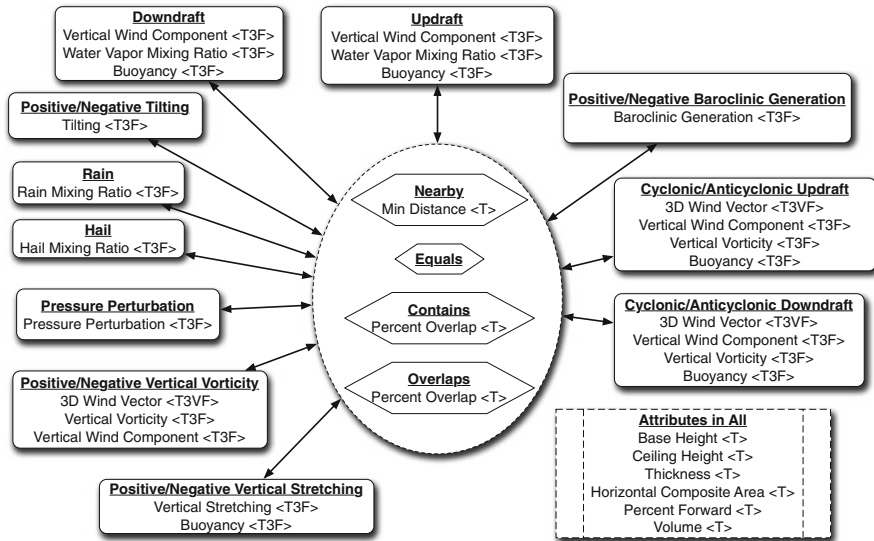 Downdraft
Vertical Wind Component <T3F>
Water Vapor Mixing Ratio <T3F>
Buoyancy <T3F>
Updraft
Vertical Wind Component <T3F>
Water Vapor Mixing Ratio <T3F>
Buoyancy <T3F>
Positive/Negative Tilting
Tilting <T3F>
Positive/Negative Baroclinic Generation
Baroclinic Generation <T3F>
Rain
Rain Mixing Ratio <T3F>
Hail
Hail Mixing Ratio <T3F>
Nearby
Min Distance <T>
Equals
Contains
Percent Overlap <T>
Overlaps
Percent Overlap <T>
Cyclonic/Anticyclonic Updraft
3D Wind Vector <T3VF>
Vertical Wind Component <T3F>
Vertical Vorticity <T3F>
Buoyancy <T3F>
Pressure Perturbation
Pressure Perturbation <T3F>
Cyclonic/Anticyclonic Downdraft
3D Wind Vector <T3VF>
Vertical Wind Component <T3F>
Vertical Vorticity <T3F>
Buoyancy <T3F>
Positive/Negative Vertical Vorticity
3D Wind Vector <T3VF>
Vertical Vorticity <T3F>
Vertical Wind Component <T3F>
Positive/Negative Vertical Stretching
Vertical Stretching <T3F>
Buoyancy <T3F>
Attributes in All
Base Height <T>
Ceiling Height <T>
Thickness <T>
Horizontal Composite Area <T>
Percent Forward <T>
Volume <T>